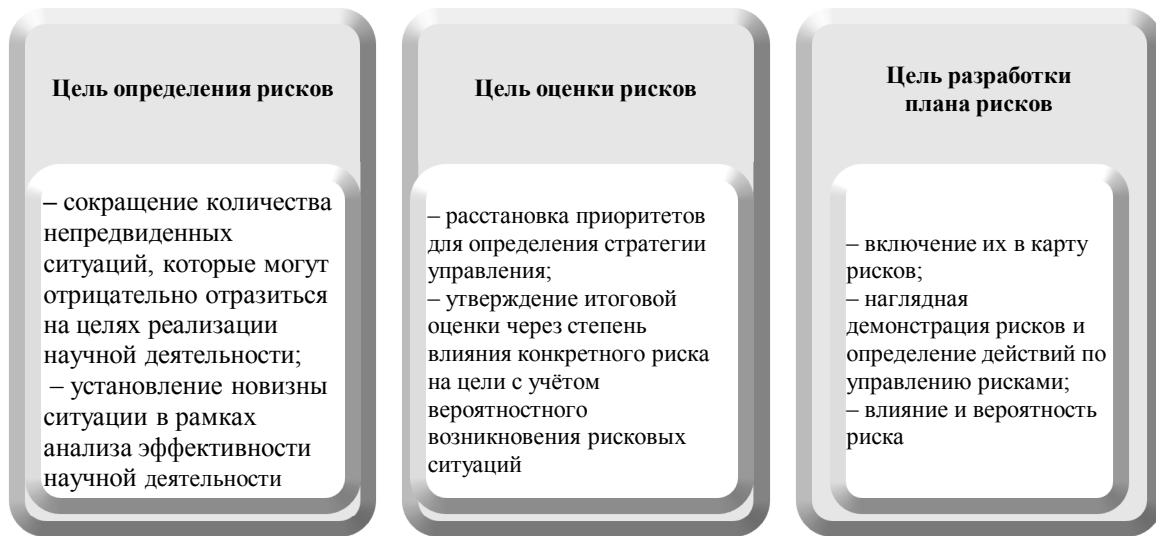 Цель определения рисков
– сокращение количества
непредвиденных
ситуаций, которые могут
отрицательно отразиться
на целях реализации
научной деятельности;
– установление новизны
ситуации в рамках
анализа эффективности
научной деятельности
Цель оценки рисков
– расстановка приоритетов
для определения стратегии
управления;
– утверждение итоговой
оценки через степень
влияния конкретного риска
на цели с учётом
вероятностного
возникновения рисковых
ситуаций
Цель разработки
плана рисков
– включение их в карту
рисков;
– наглядная
демонстрация рисков и
определение действий по
управлению рисками;
– влияние и вероятность
риска